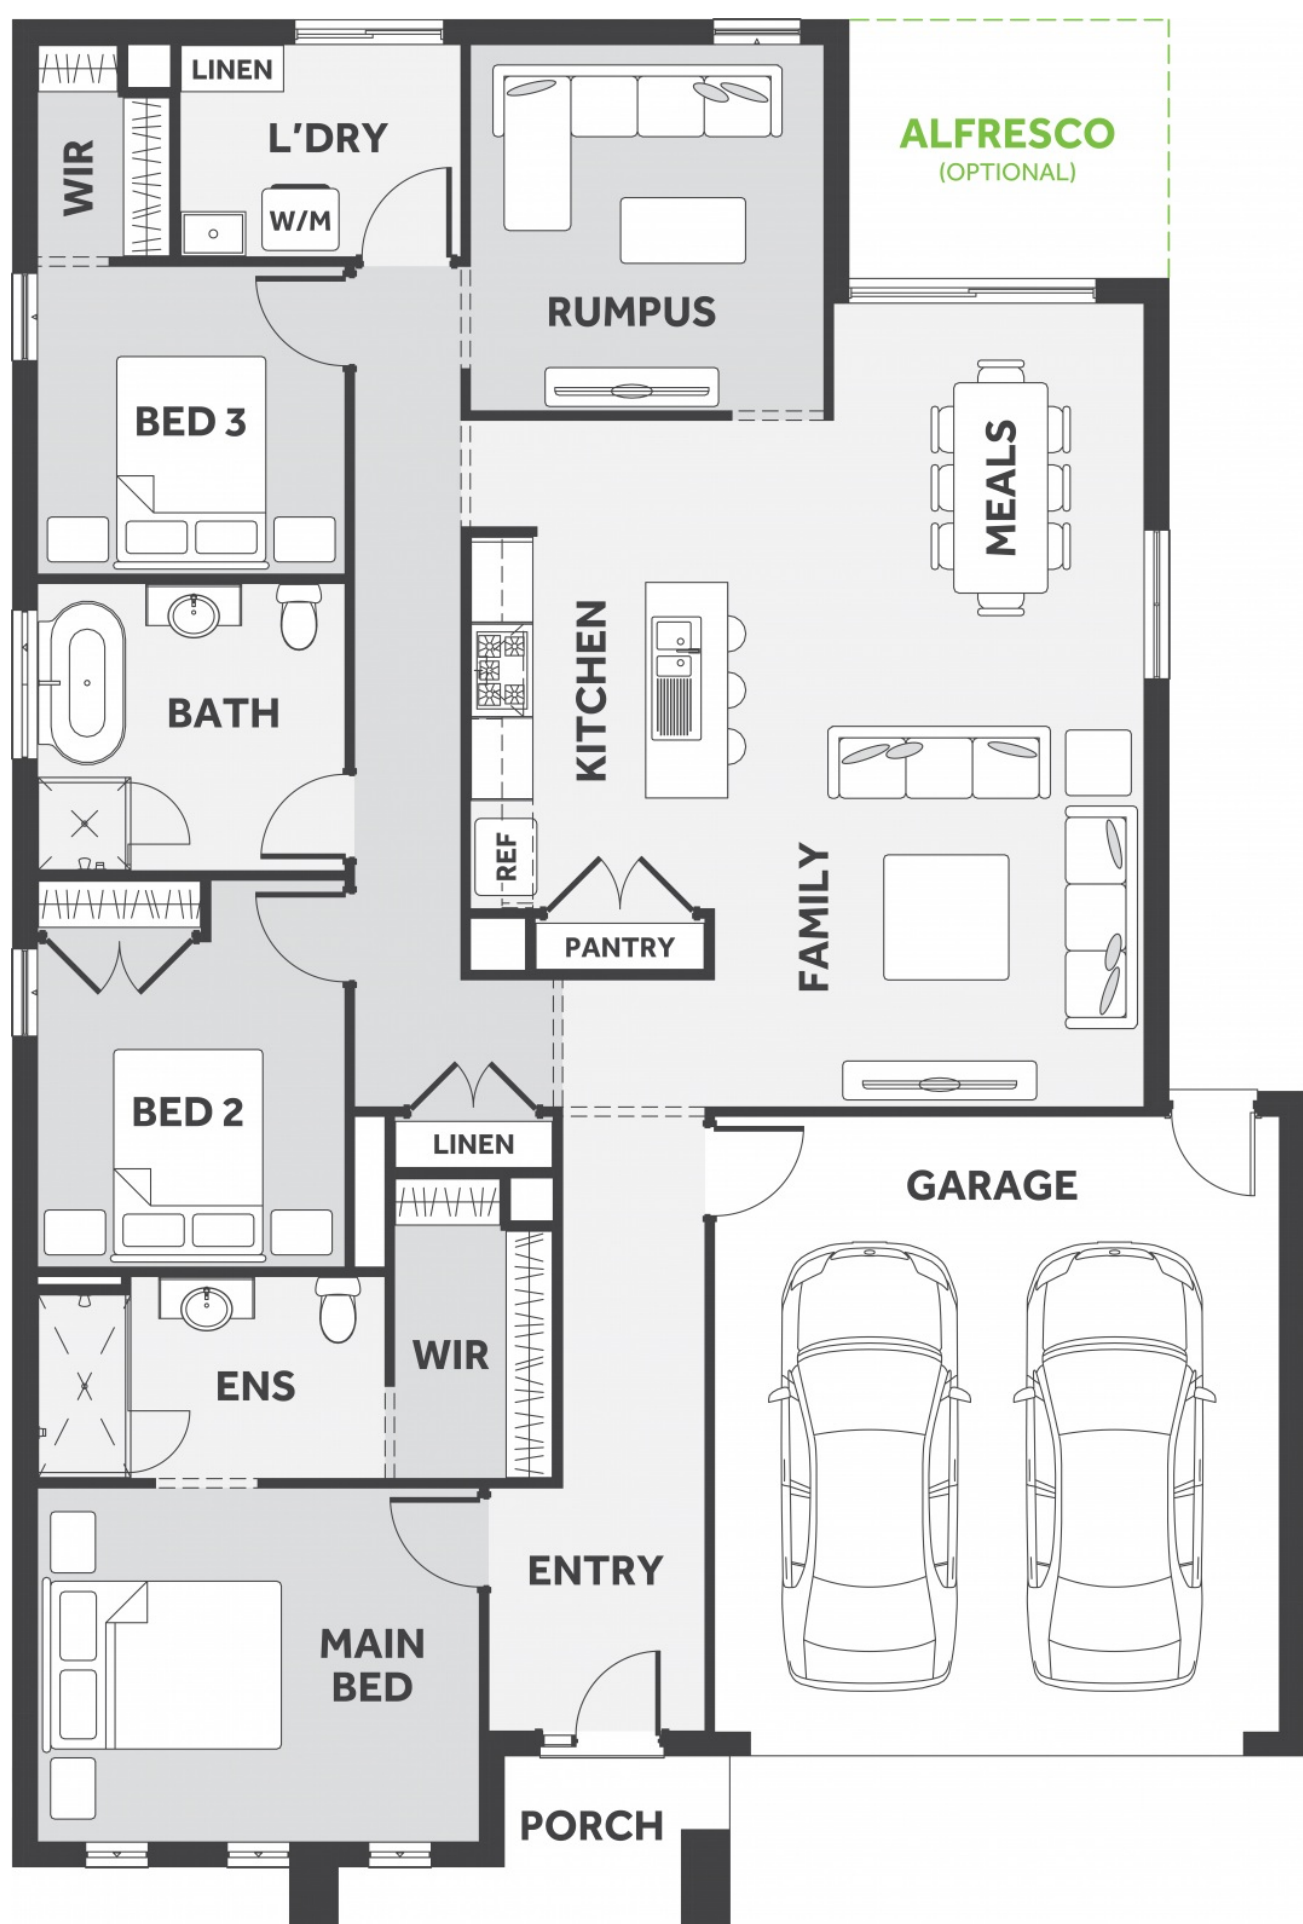 LINEN
L'DRY
WIR
W/M
ALFRESCO
(OPTIONAL)
RUMPUS
BED 3
MEALS
KITCHEN
BATH
REF
FAMILY
PANTRY
BED 2
LINEN
GARAGE
WIR
ENS
ENTRY
MAIN
BED
PORCH